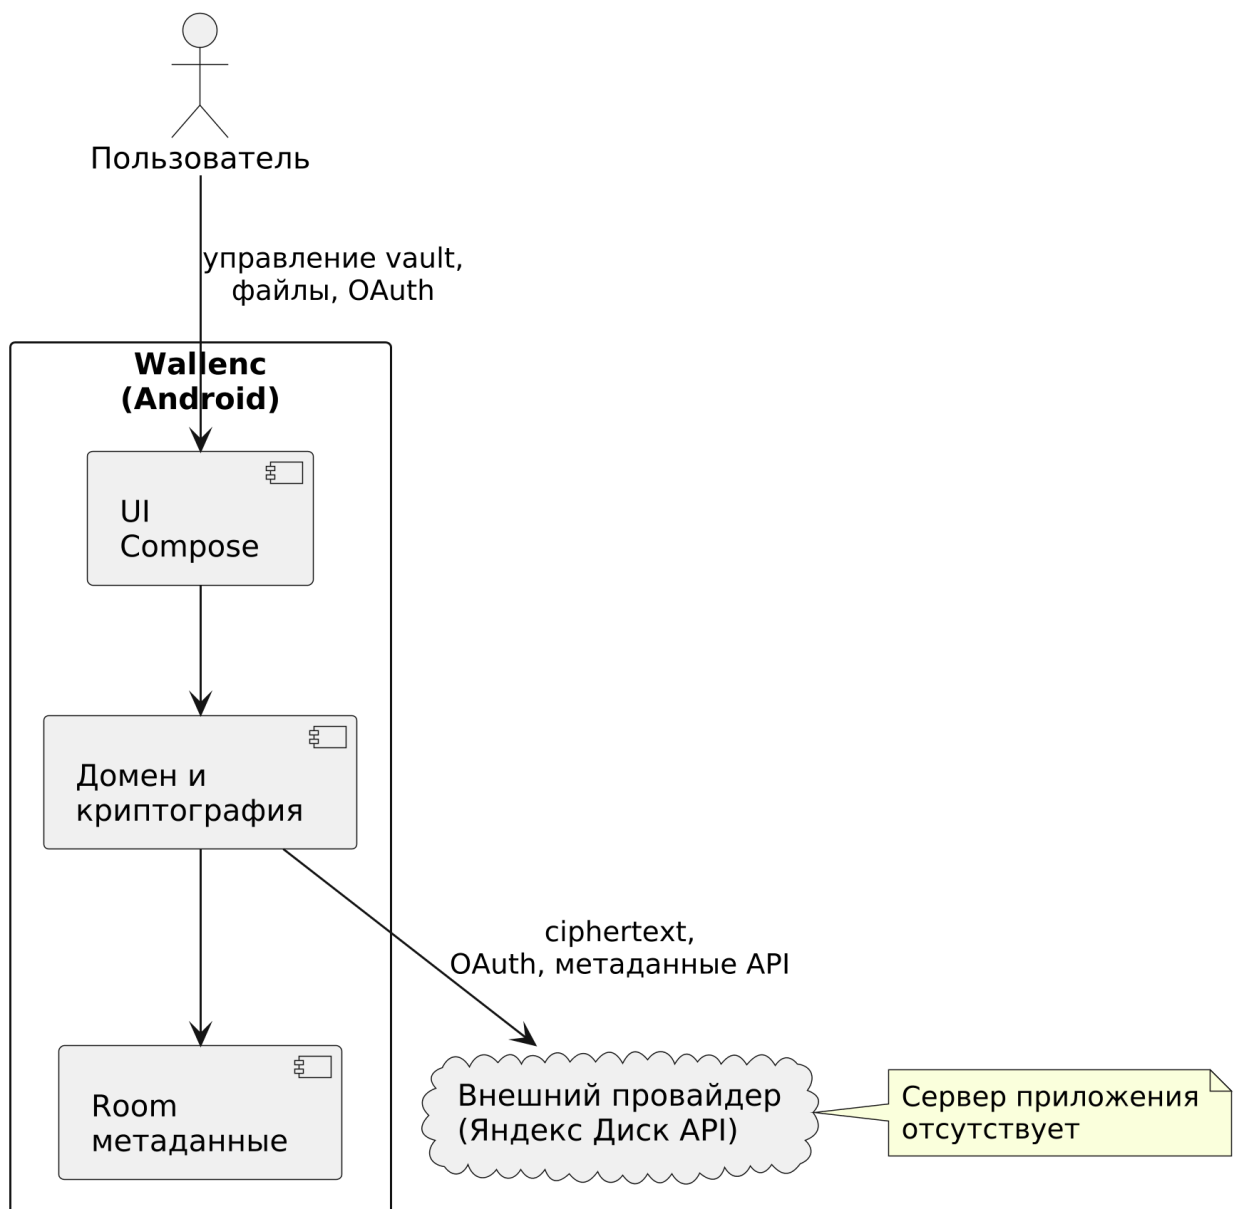 Пользователь
управление vault,
файлы, OAuth
Wallenc
(Android)
UI
Compose
Домен и
криптография
ciphertext,
OAuth, метаданные API
Room
метаданные
Внешний провайдер
(Яндекс Диск API)
Сервер приложения
отсутствует